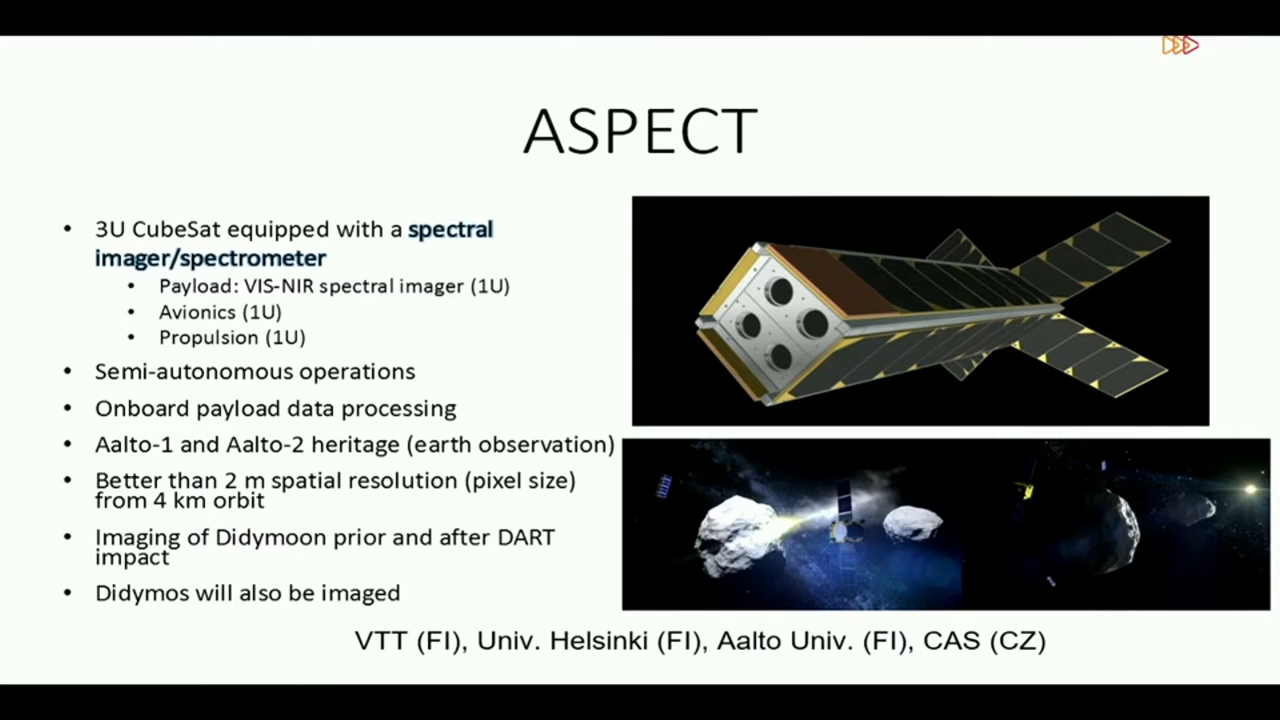 ASPECT
• 3U CubeSat equipped with a spectral
imager/spectrometer
• Payload: VIS-NIR spectral imager (1U)
• Avionics (1U)
• Propulsion (1U)
• Semi-autonomous operations
• Onboard payload data processing
• Aalto-1 and Aalto-2 heritage (earth observation)
• Better than 2 m spatial resolution (pixel size)
from 4 km orbit
• Imaging of Didymoon prior and after DART
impact
• Didymos will also be imaged
VTT (FI), Univ. Helsinki (FI), Aalto Univ. (FI), CAS (CZ)